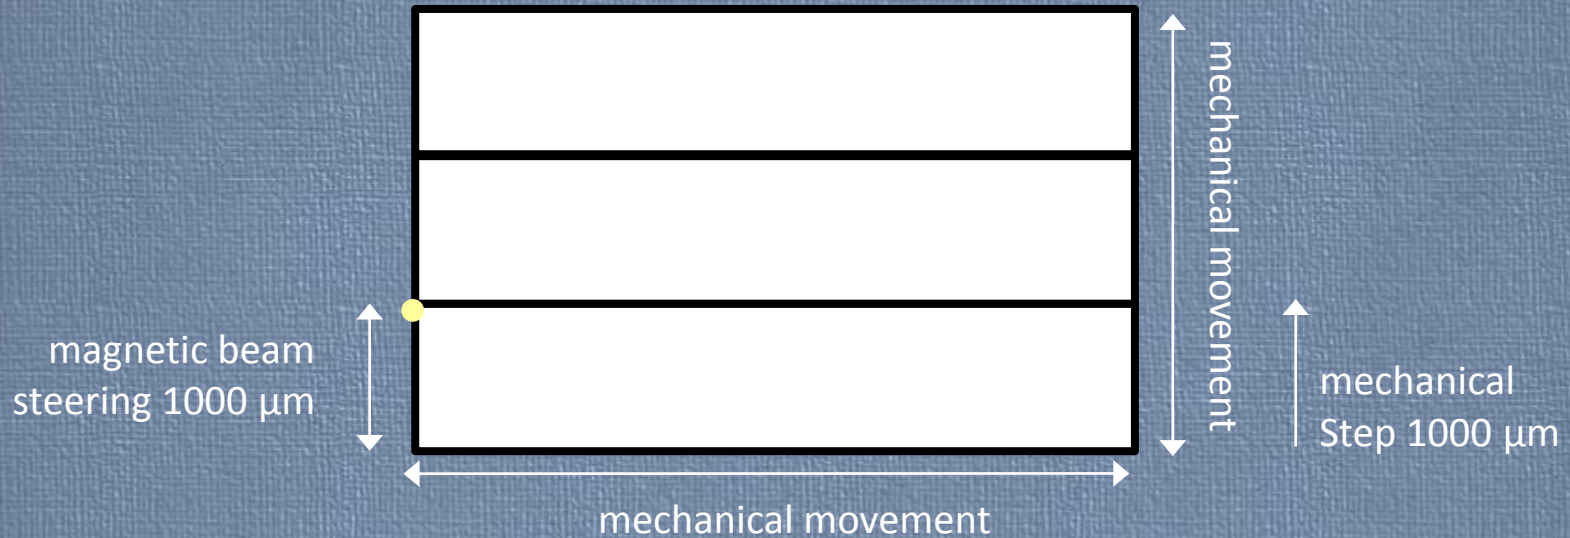 mechanical movement
magnetic beam
steering 1000 µm
mechanical
Step 1000 µm
mechanical movement